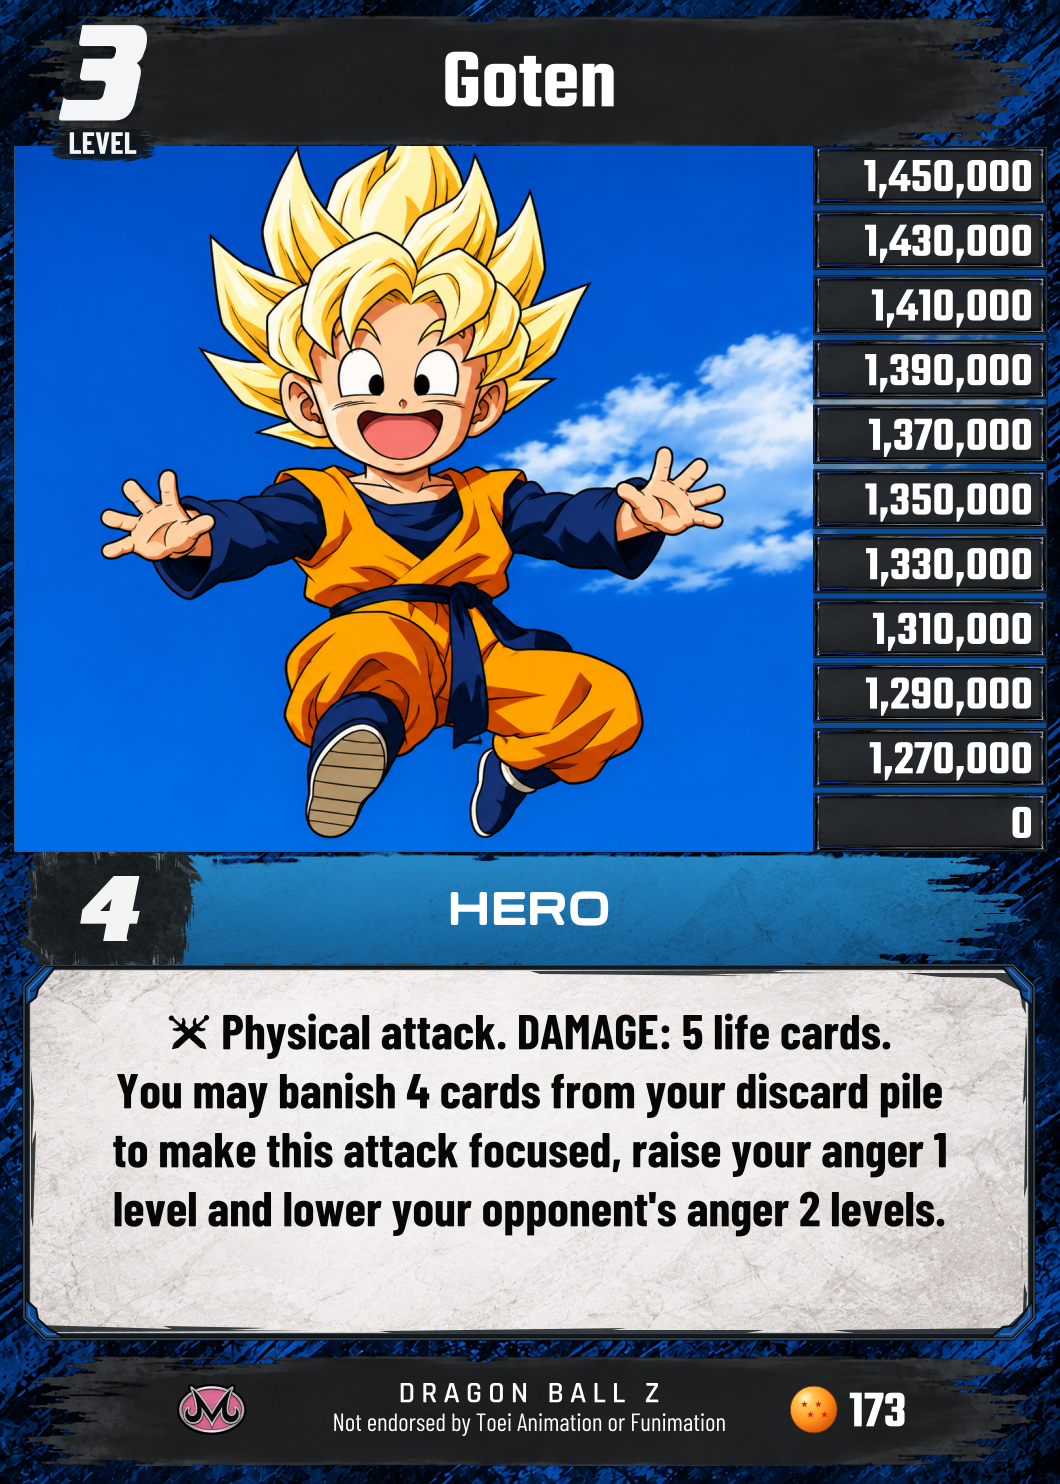 3
LEVEL
Goten
1,450,000
1,430,000
1,410,000
1,390,000
1,370,000
1,350,000
1,330,000
1,310,000
1,290,000
1,270,000
0
4
HERO
Physical attack. DAMAGE: 5 life cards.
You may banish 4 cards from your discard pile
to make this attack focused, raise your anger 1
level and lower your opponent's anger 2 levels.
DRAGON BALL Z
Not endorsed by Toei Animation or Funimation
173